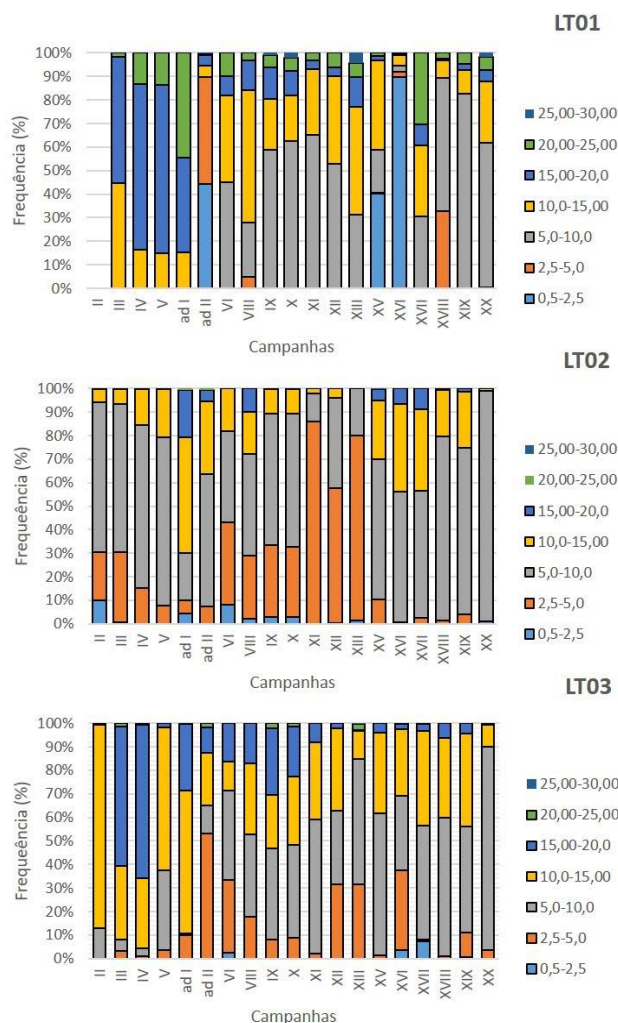 LT01
Frequência (%)
100%
90%
80%
70%
60%
50%
40%
30%
20%
10%
0%
II
III
IV
V
ad I
ad II
VI
VIII
IX
X
XI
XII
XIII
XV
XVI
XVII
XVIII
XIX
XX
Campanhas
25,00-30,00
20,00-25,00
15,00-20,0
10,0-15,00
5,0-10,0
2,5-5,0
0,5-2,5
LT02
Frequeência (%)
100%
90%
80%
70%
60%
50%
40%
30%
20%
10%
0%
II
III
IV
V
ad I
ad II
VI
VIII
IX
X
XI
XII
XIII
XV
XVI
XVII
XVIII
XIX
XX
Campanhas
25,00-30,00
20,00-25,00
15,00-20,0
10,0-15,00
5,0-10,0
2,5-5,0
0,5-2,5
LT03
Frequência (%)
100%
90%
80%
70%
60%
50%
40%
30%
20%
10%
0%
II
III
IV
V
ad I
ad II
VI
VIII
IX
X
XI
XII
XIII
XV
XVI
XVII
XVIII
XIX
XX
Campanhas
25,00-30,00
20,00-25,00
15,00-20,0
10,0-15,00
5,0-10,0
2,5-5,0
0,5-2,5